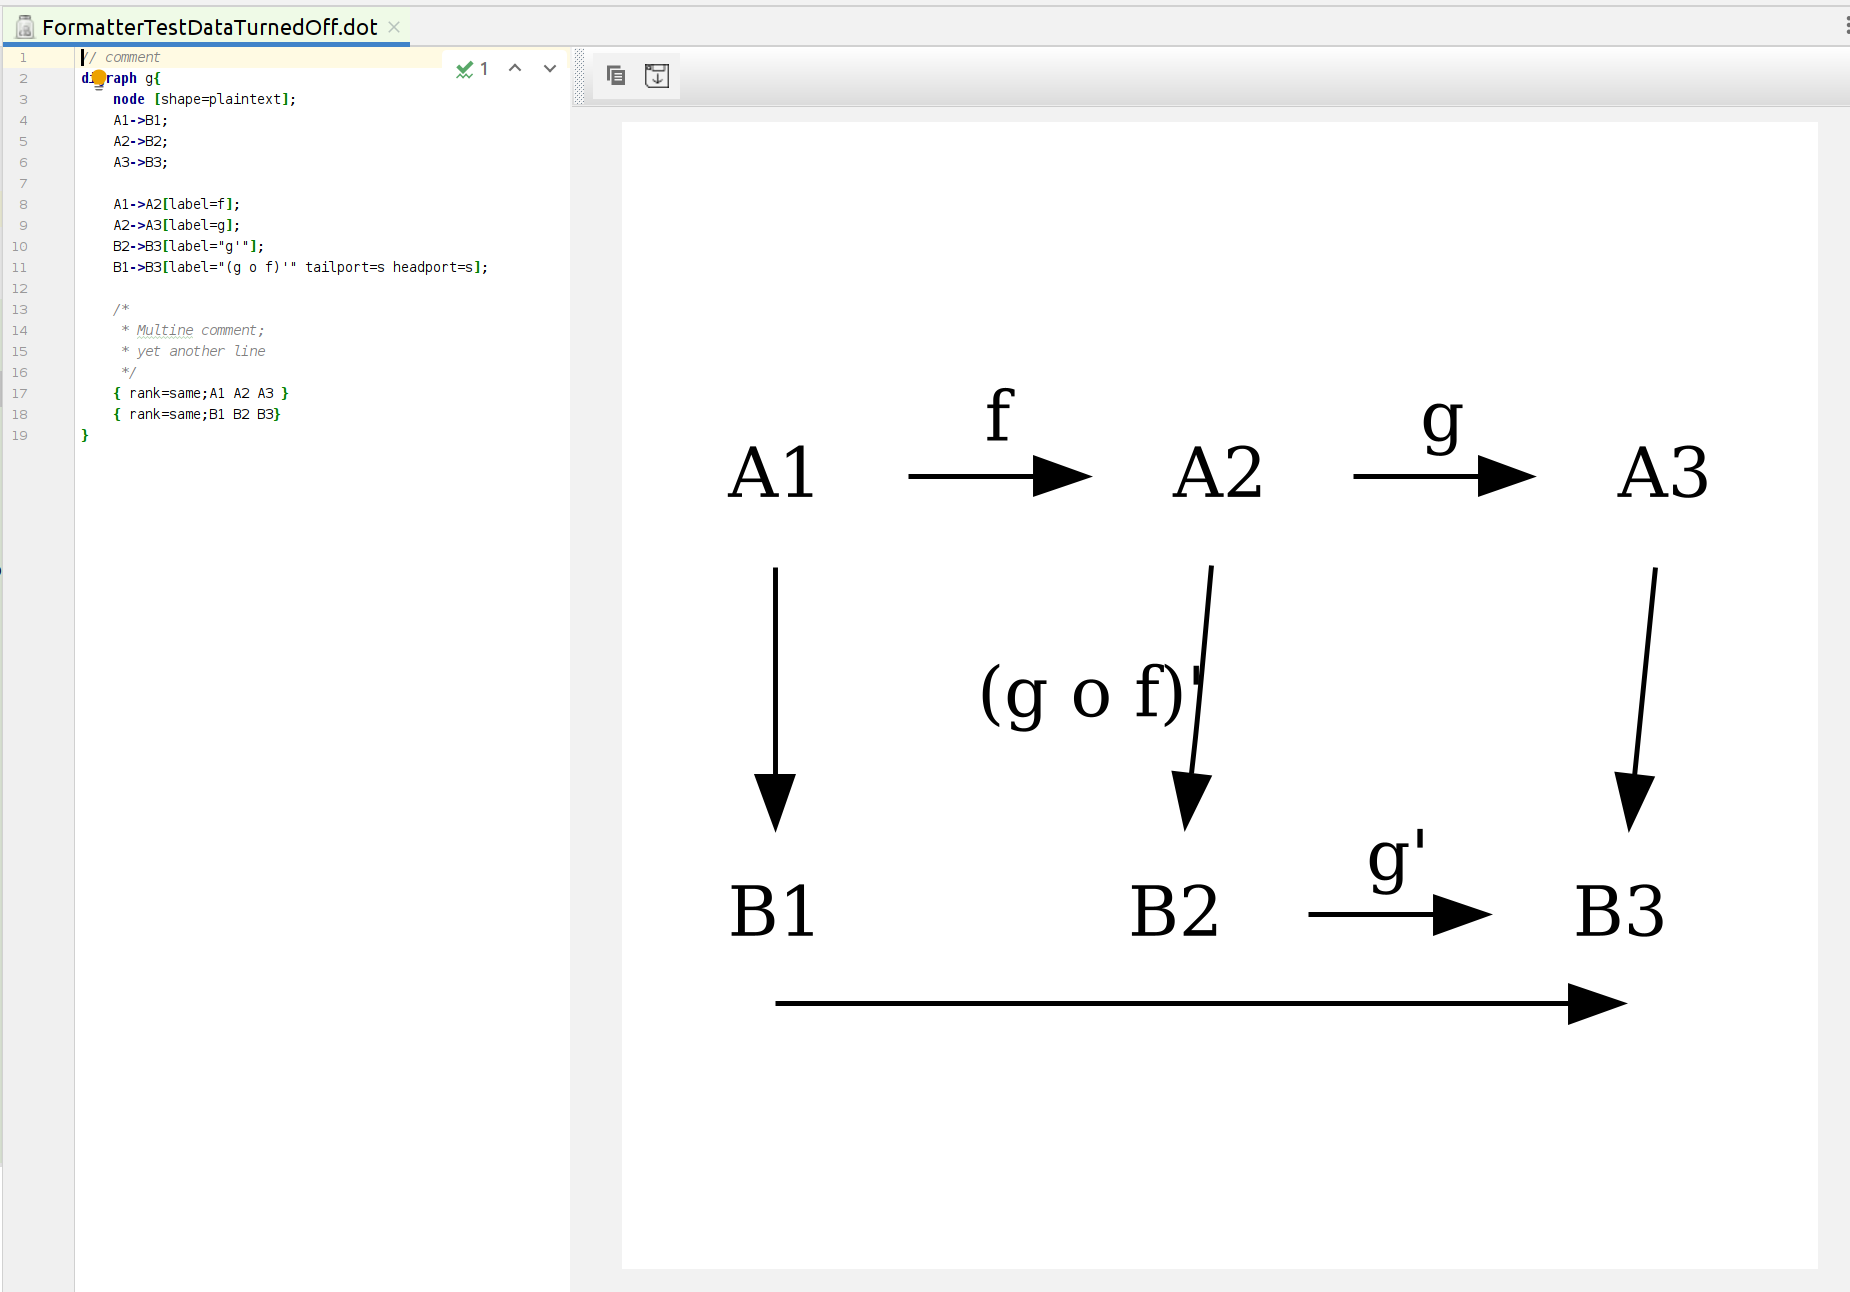 FormatterTestDataTurnedOff.dot
1 // comment
2 digraph g{
3 node [shape=plaintext];
4 A1->B1;
5 A2->B2;
6 A3->B3;
7
8 A1->A2[label=f];
9 A2->A3[label=g];
10 B2->B3[label="g'"];
11 B1->B3[label="(g o f)'" tailport=s headport=s];
12
13 /*
14 * Multine comment;
15 * yet another line
16 */
17 { rank=same;A1 A2 A3 }
18 { rank=same;B1 B2 B3}
19 }
1
f g
A1 A2 A3
(g o f)'
g'
B1 B2 B3